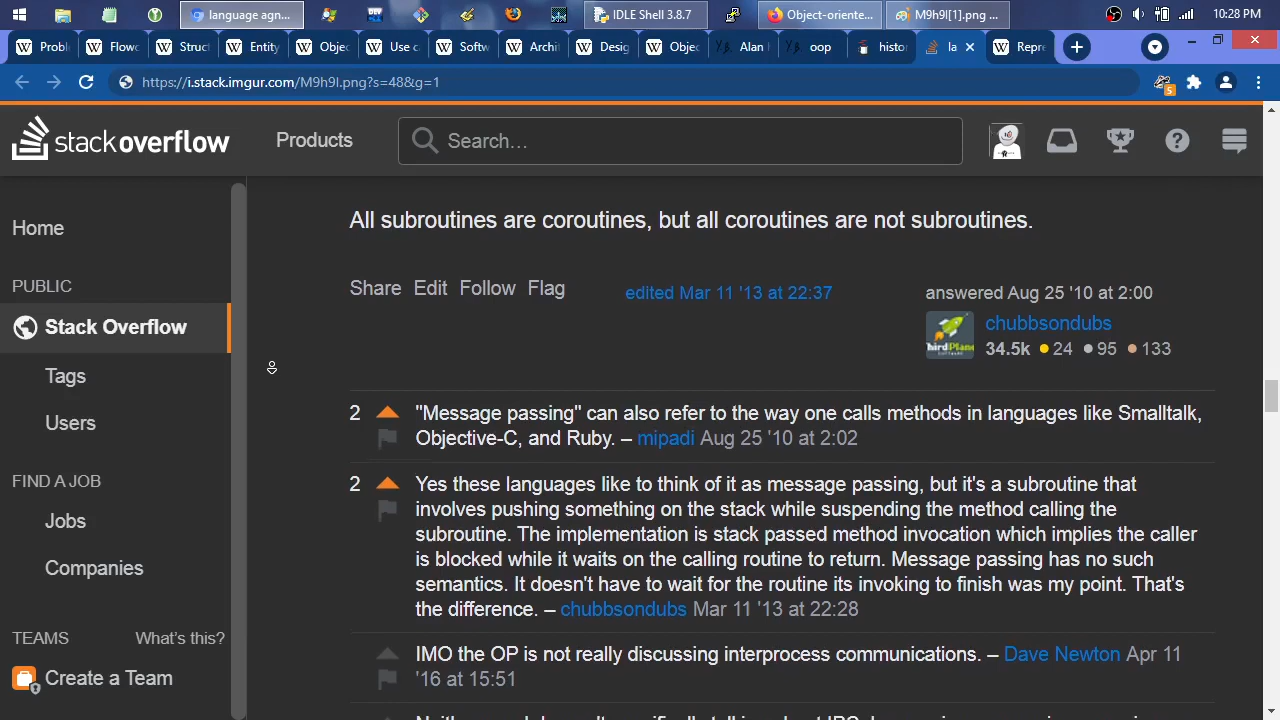 language agn...
IDLE Shell 3.8.7
Object-oriente...
M9h9l[1].png ...
10:28 PM
Proble
Flow
Struct
Entity
Objec
Use c
Softw
Archi
Desig
Objec
Alan
oop
histo
la
Repre
https://i.stack.imgur.com/M9h9l.png?s=48&g=1
5
stackoverflow
Products
Search...
All subroutines are coroutines, but all coroutines are not subroutines.
Home
Share Edit Follow Flag
edited Mar 11 '13 at 22:37
answered Aug 25 '10 at 2:00
chubbsondubs
34.5k 24 95 133
PUBLIC
Stack Overflow
Tags
Users
FIND A JOB
Jobs
Companies
TEAMS What's this?
Create a Team
2 "Message passing" can also refer to the way one calls methods in languages like Smalltalk,
Objective-C, and Ruby. – mipadi Aug 25 '10 at 2:02
2 Yes these languages like to think of it as message passing, but it's a subroutine that
involves pushing something on the stack while suspending the method calling the
subroutine. The implementation is stack passed method invocation which implies the caller
is blocked while it waits on the calling routine to return. Message passing has no such
semantics. It doesn't have to wait for the routine its invoking to finish was my point. That's
the difference. – chubbsondubs Mar 11 '13 at 22:28
IMO the OP is not really discussing interprocess communications. – Dave Newton Apr 11
'16 at 15:51